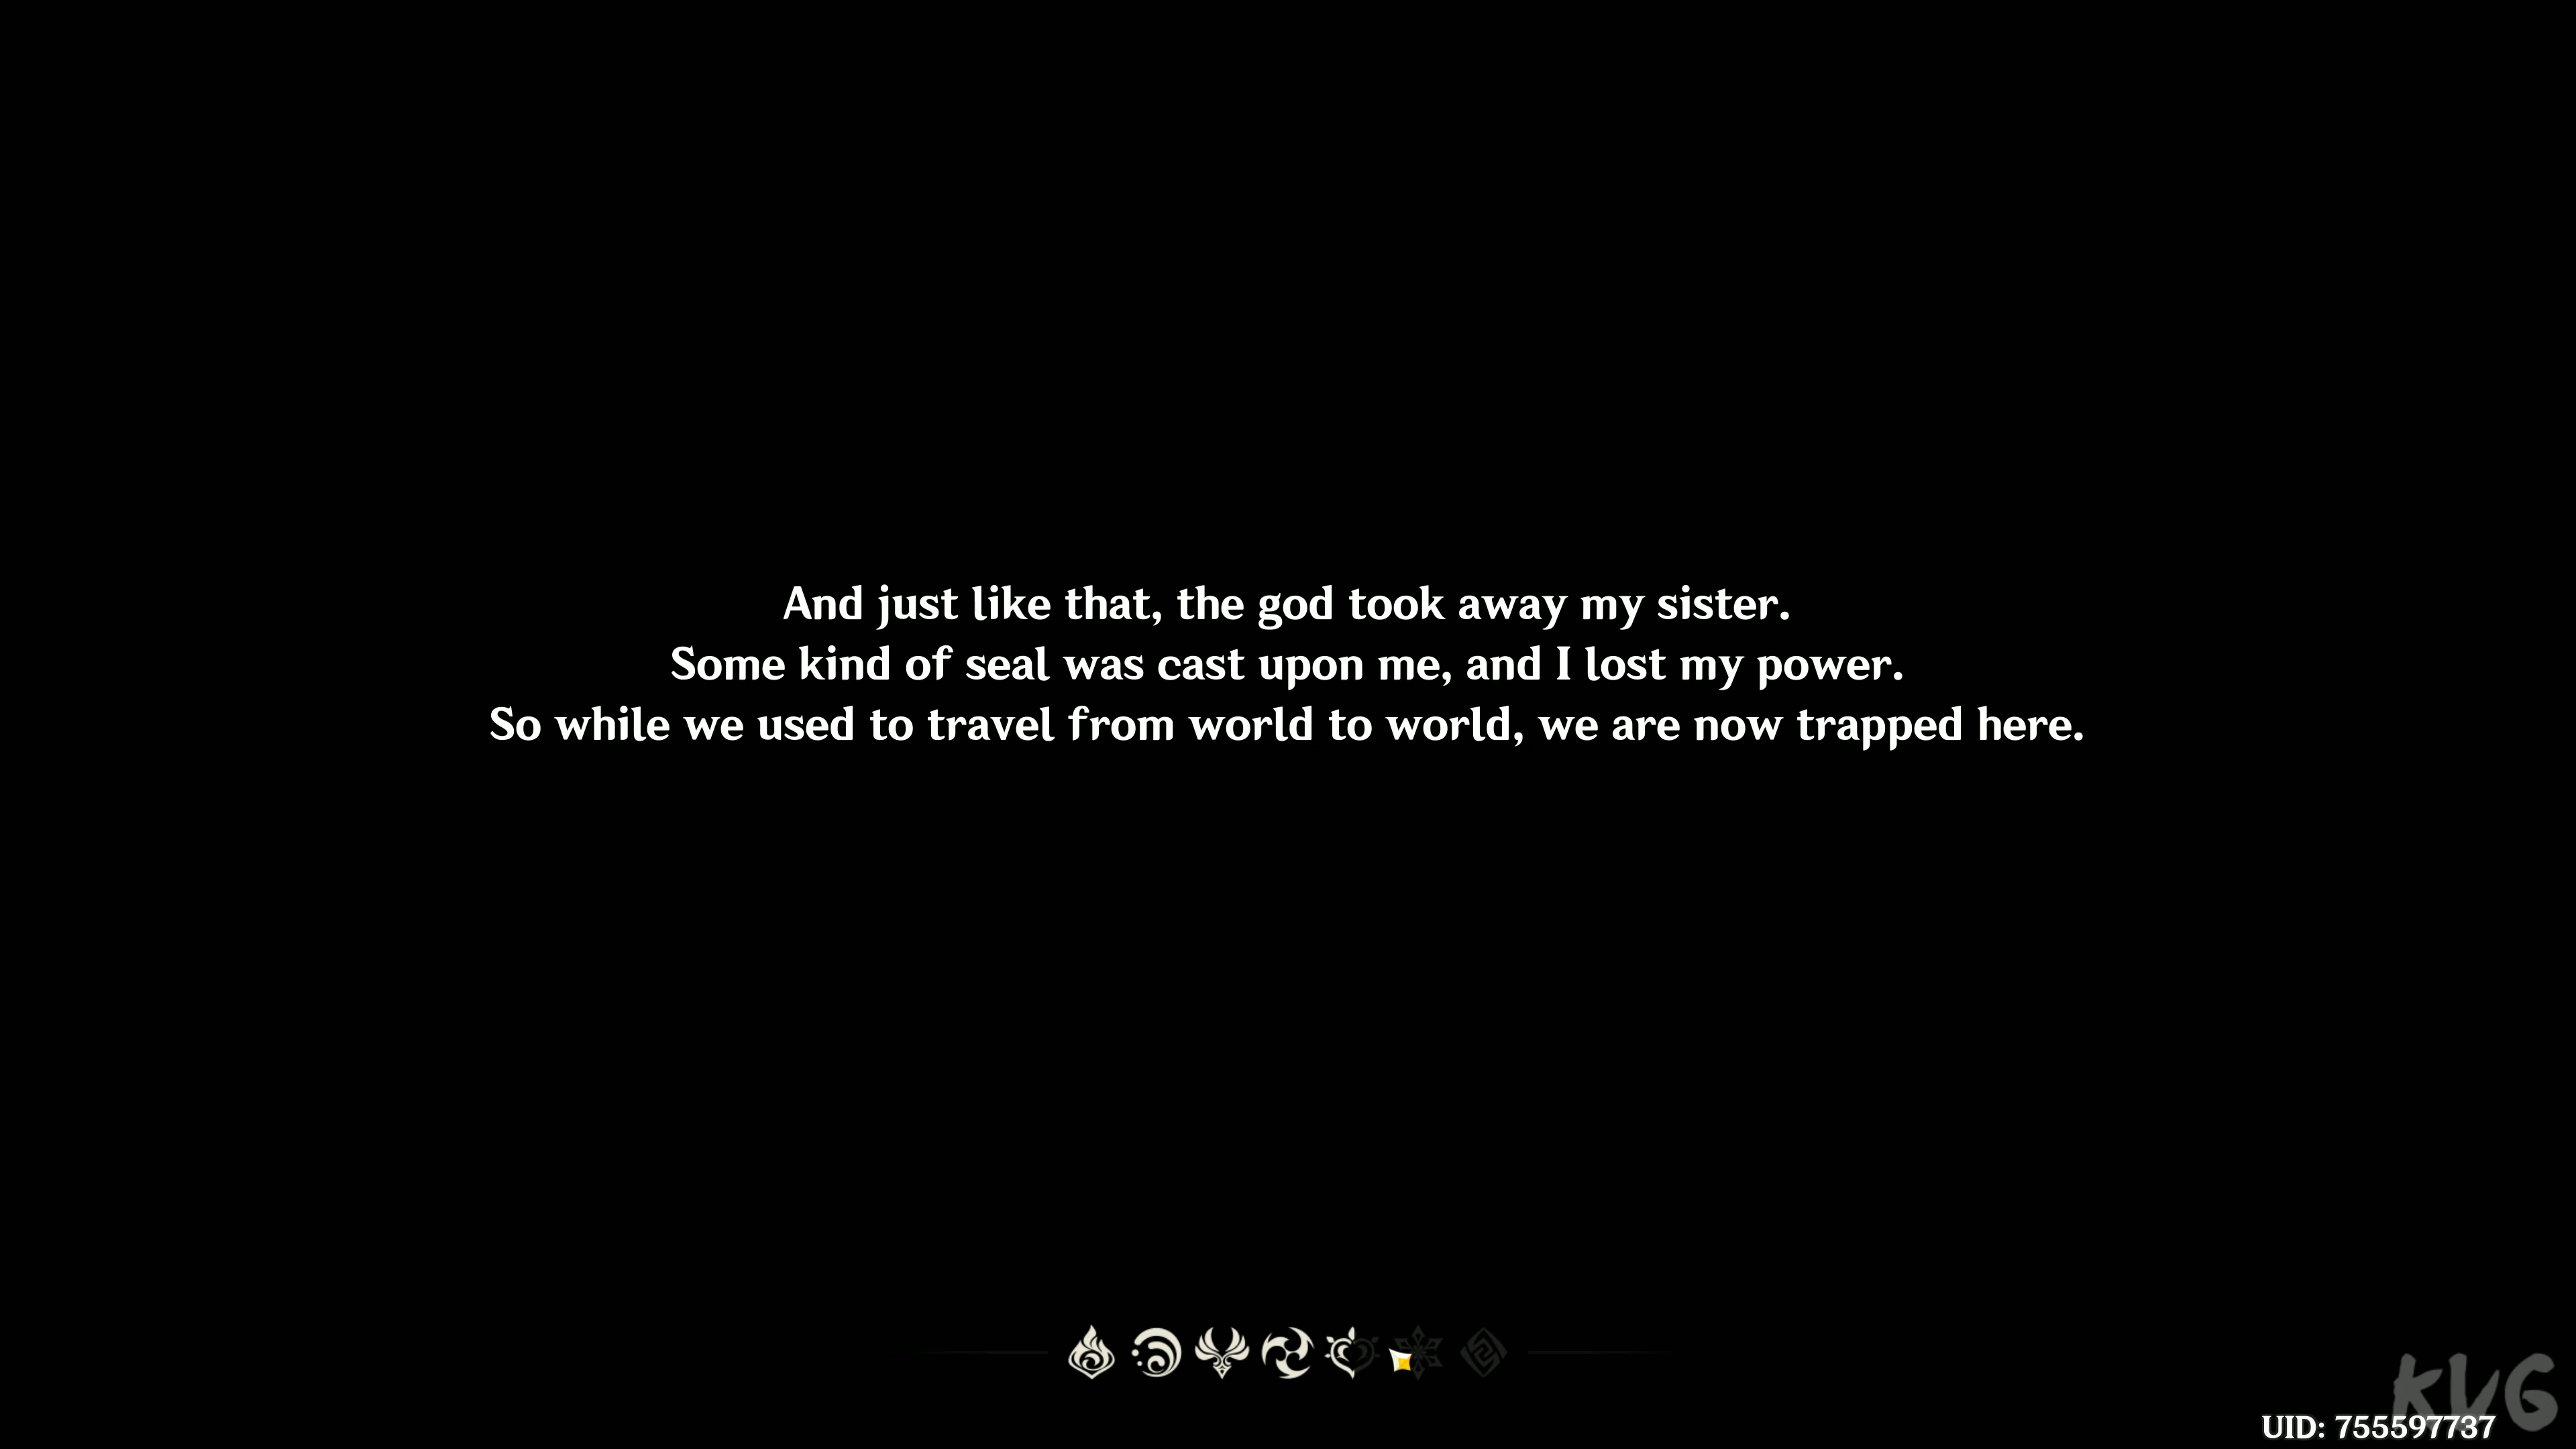 And just like that, the god took away my sister.
Some kind of seal was cast upon me, and I lost my power.
So while we used to travel from world to world, we are now trapped here.
KVG
UID: 755597737